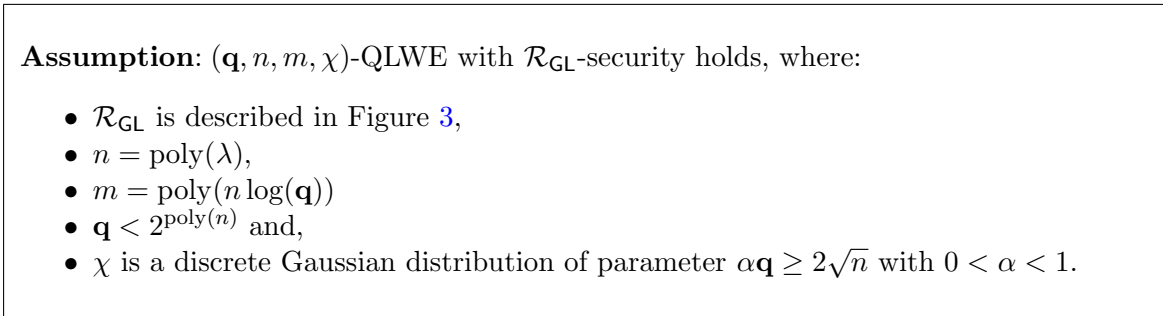 Assumption: (q, n, m, χ)-QLWE with R_GL-security holds, where:
• R_GL is described in Figure 3,
• n = poly(λ),
• m = poly(n log(q))
• q < 2^poly(n) and,
• χ is a discrete Gaussian distribution of parameter αq ≥ 2√n with 0 < α < 1.